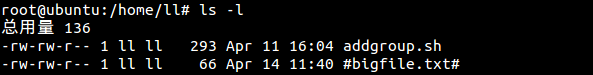 root@ubuntu:/home/ll# ls -l
总用量 136
-rw-rw-r-- 1 ll ll   293 Apr 11 16:04 addgroup.sh
-rw-rw-r-- 1 ll ll    66 Apr 14 11:40 #bigfile.txt#